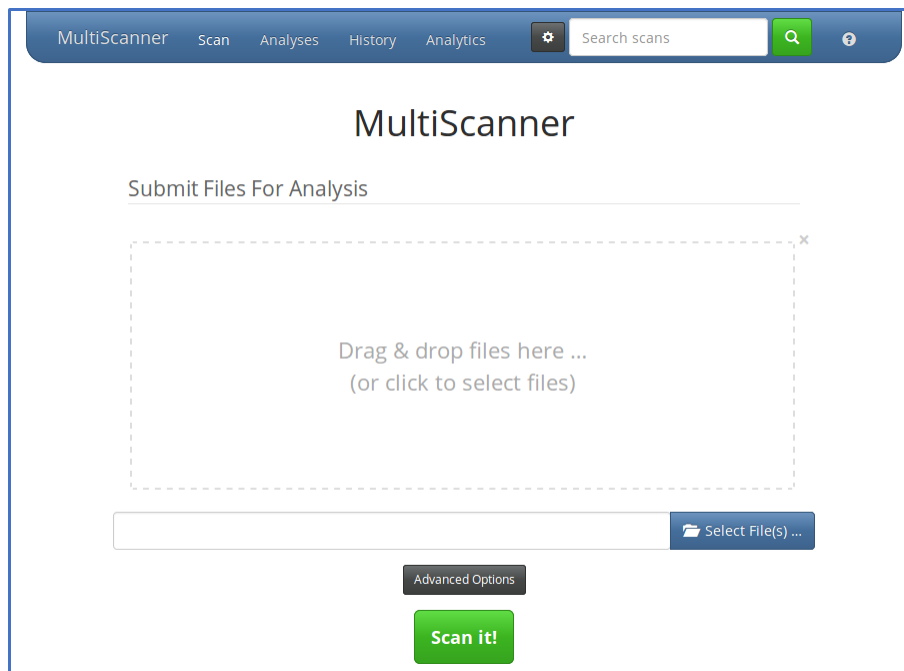 MultiScanner Scan Analyses History Analytics Search scans
MultiScanner
Submit Files For Analysis
×
Drag & drop files here ...
(or click to select files)
Select File(s) ...
Advanced Options
Scan it!